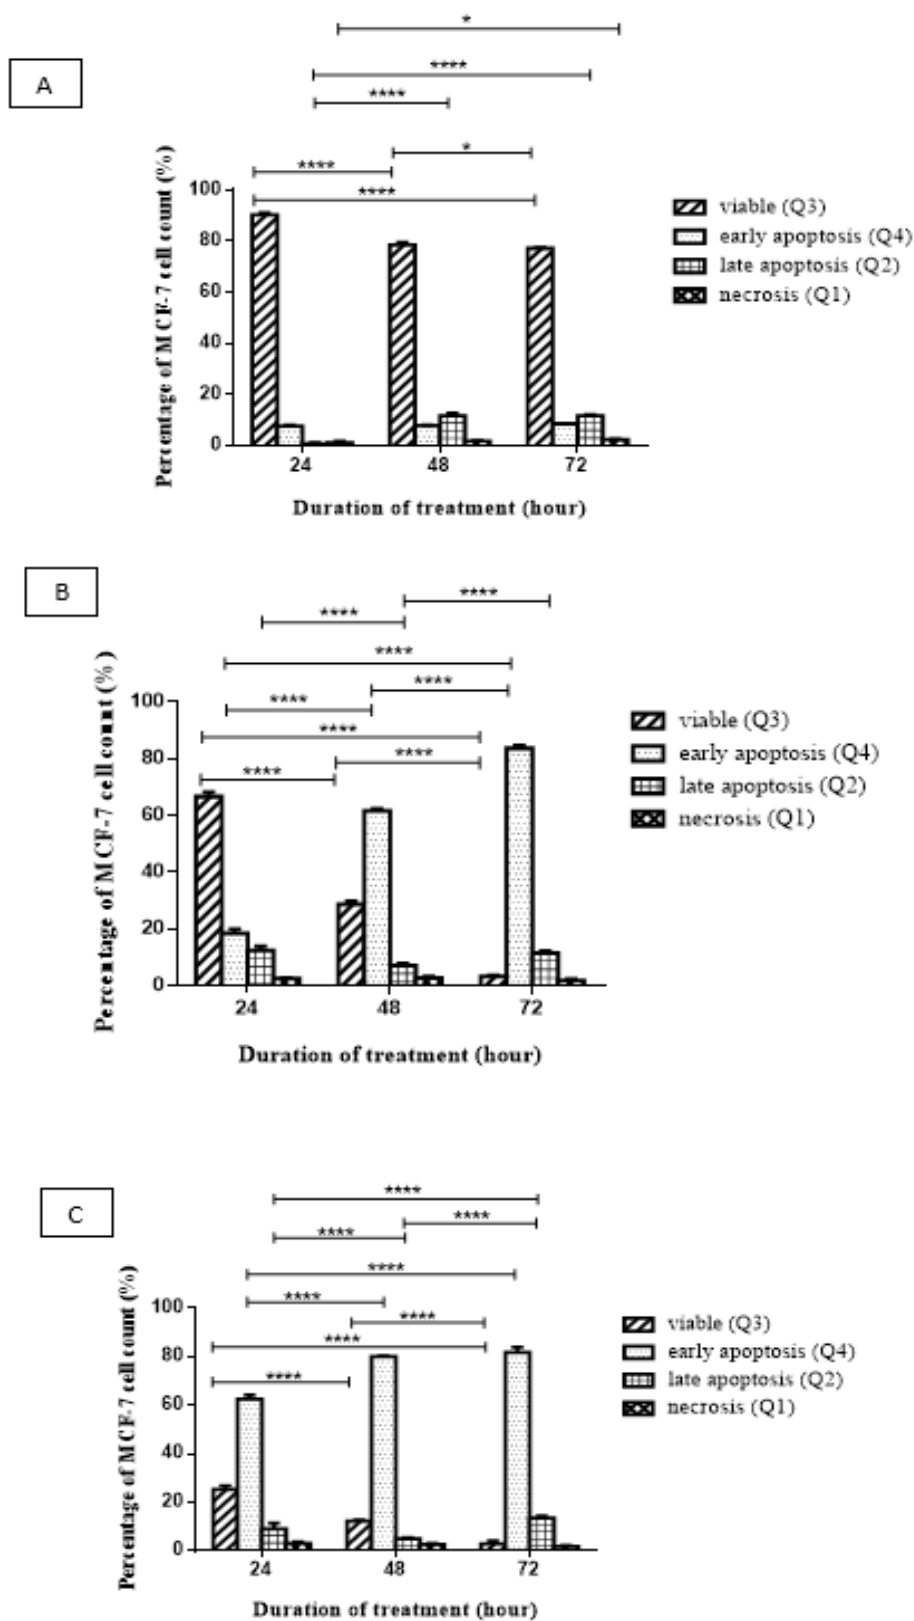 *
****
A
****
*
****
****
Percentage of MCF-7 cell count (%)
100
80
60
40
20
0
24
48
72
Duration of treatment (hour)
viable (Q3)
early apoptosis (Q4)
late apoptosis (Q2)
necrosis (Q1)
B
****
****
****
****
****
****
****
****
Percentage of MCF-7 cell count (%)
100
80
60
40
20
0
24
48
72
Duration of treatment (hour)
viable (Q3)
early apoptosis (Q4)
late apoptosis (Q2)
necrosis (Q1)
C
****
****
****
****
****
****
****
****
Percentage of MCF-7 cell count (%)
100
80
60
40
20
0
24
48
72
Duration of treatment (hour)
viable (Q3)
early apoptosis (Q4)
late apoptosis (Q2)
necrosis (Q1)